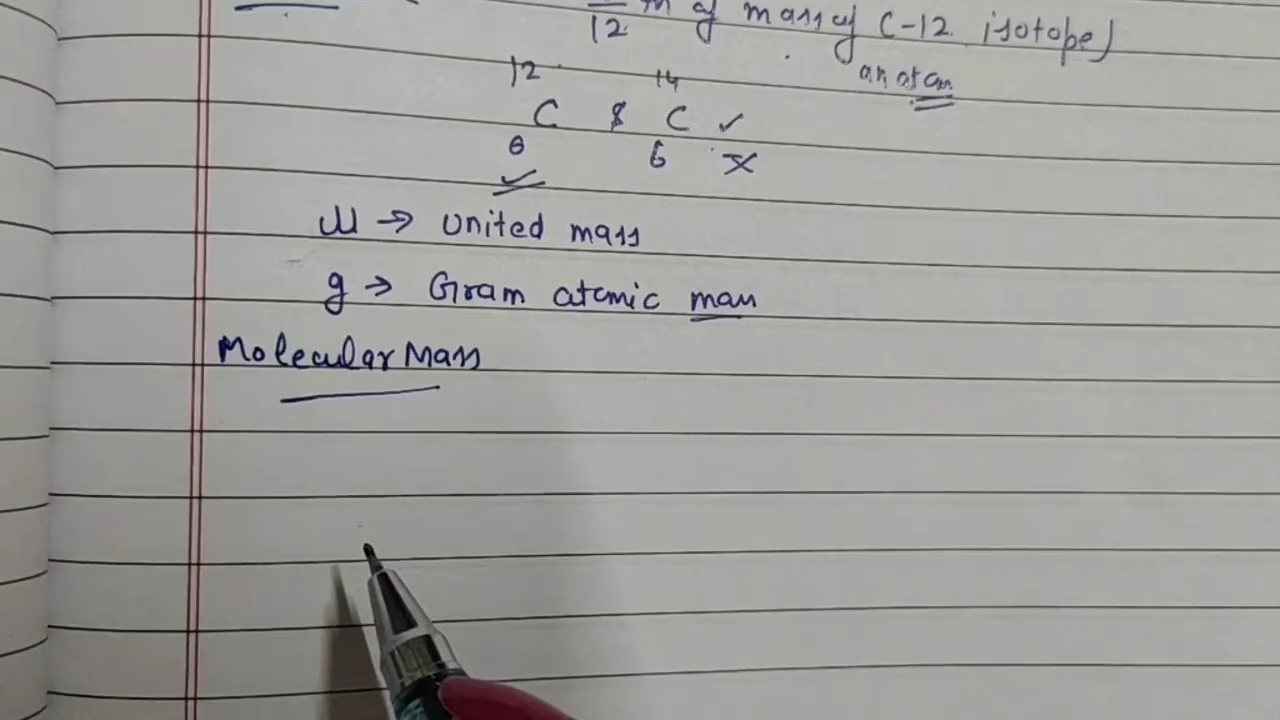 1/12 th of mass of C-12 isotope)
an atom
12 14
C & C ✓
6 6 ✗
u → United mass
g → Gram atomic mass
Molecular Mass